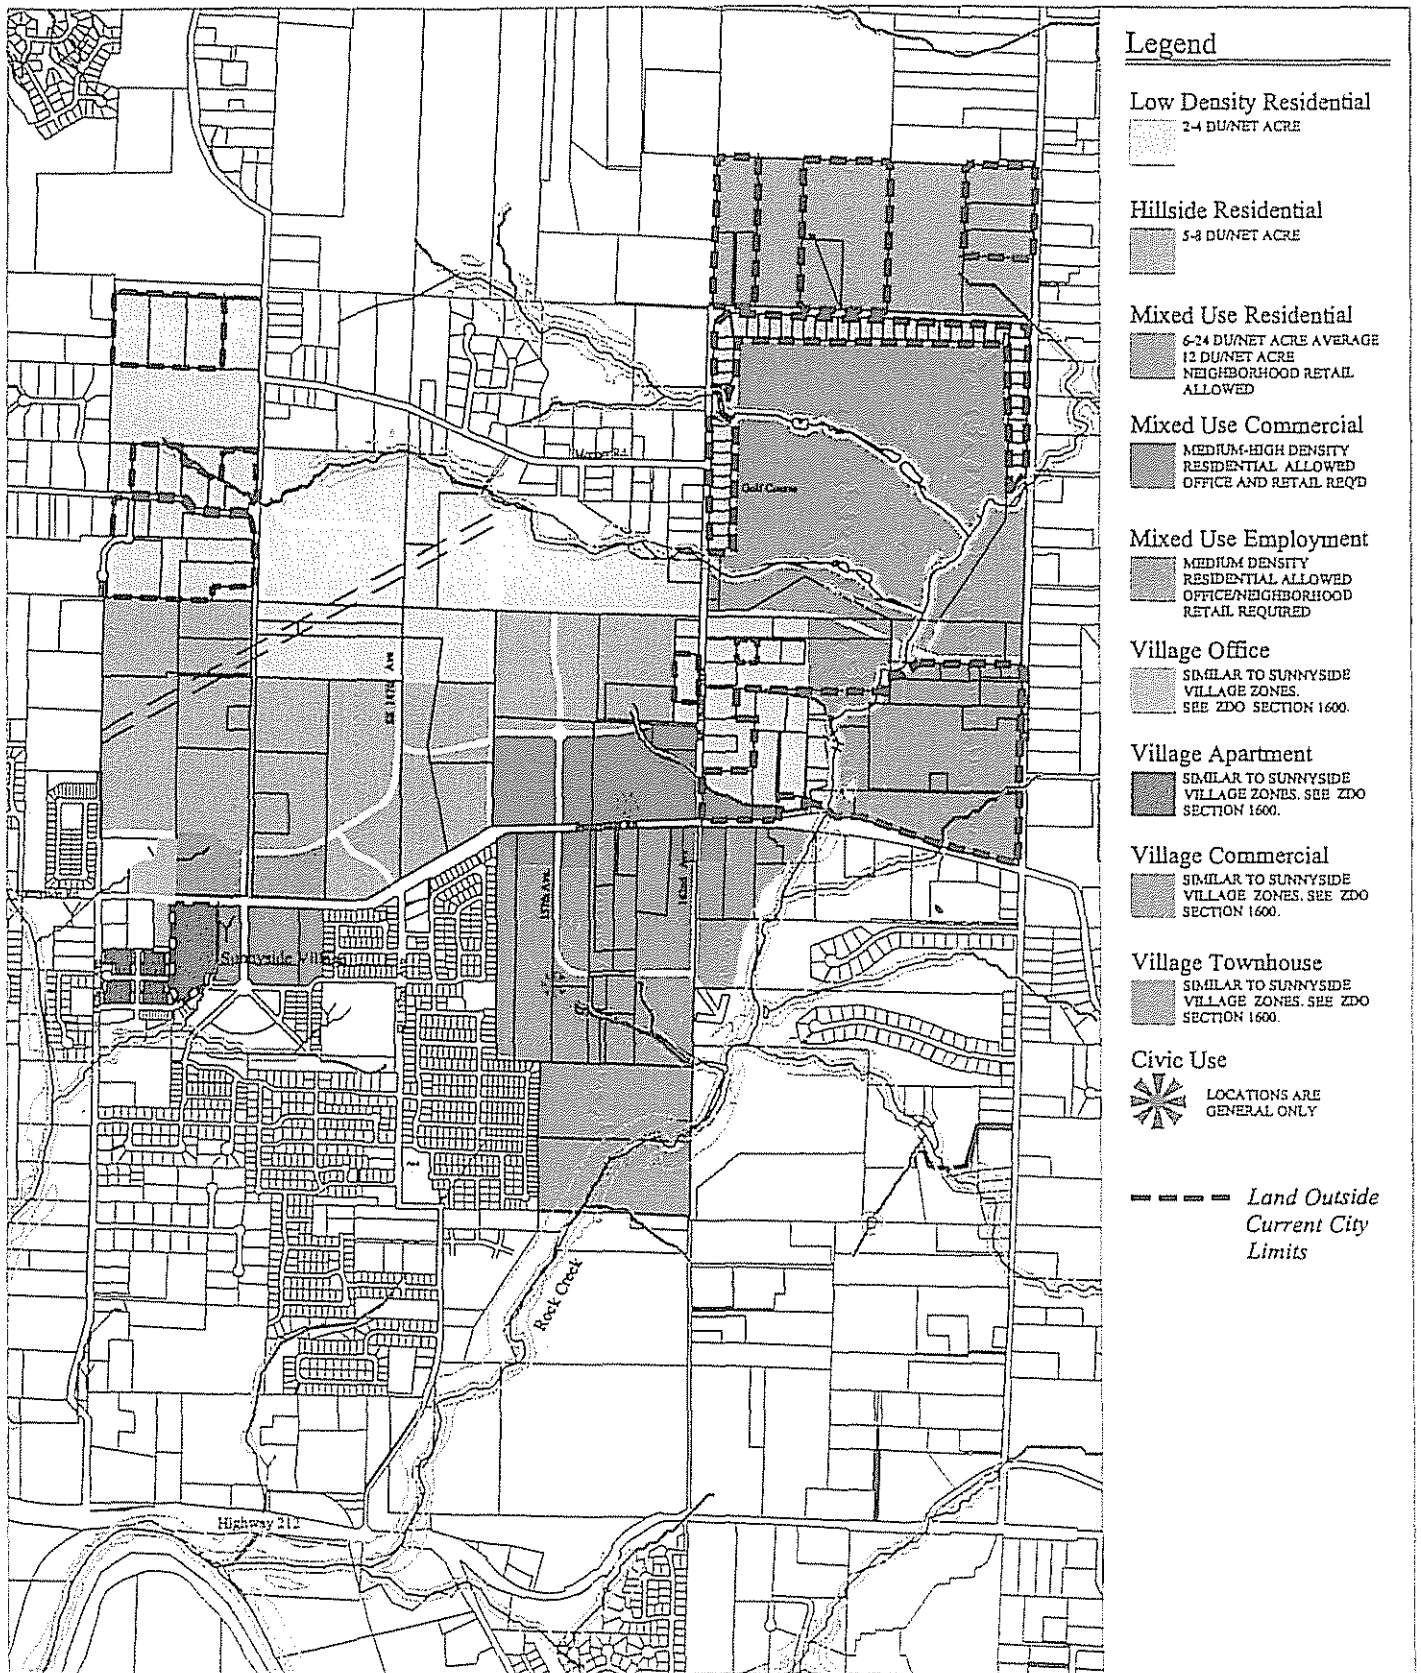 Legend
Low Density Residential
2-4 DU/NET ACRE
Hillside Residential
5-8 DU/NET ACRE
Mixed Use Residential
6-24 DU/NET ACRE AVERAGE
12 DU/NET ACRE
NEIGHBORHOOD RETAIL
ALLOWED
Mixed Use Commercial
MEDIUM-HIGH DENSITY
RESIDENTIAL ALLOWED
OFFICE AND RETAIL REQ'D
Mixed Use Employment
MEDIUM DENSITY
RESIDENTIAL ALLOWED
OFFICE/NEIGHBORHOOD
RETAIL REQUIRED
Village Office
SIMILAR TO SUNNYSIDE
VILLAGE ZONES.
SEE ZDO SECTION 1600.
Village Apartment
SIMILAR TO SUNNYSIDE
VILLAGE ZONES. SEE ZDO
SECTION 1600.
Village Commercial
SIMILAR TO SUNNYSIDE
VILLAGE ZONES. SEE ZDO
SECTION 1600.
Village Townhouse
SIMILAR TO SUNNYSIDE
VILLAGE ZONES. SEE ZDO
SECTION 1600.
Civic Use
LOCATIONS ARE
GENERAL ONLY
Land Outside
Current City
Limits
Golf Course
157th Ave.
162nd Ave
Sunnyside Village
Rock Creek
Highway 212